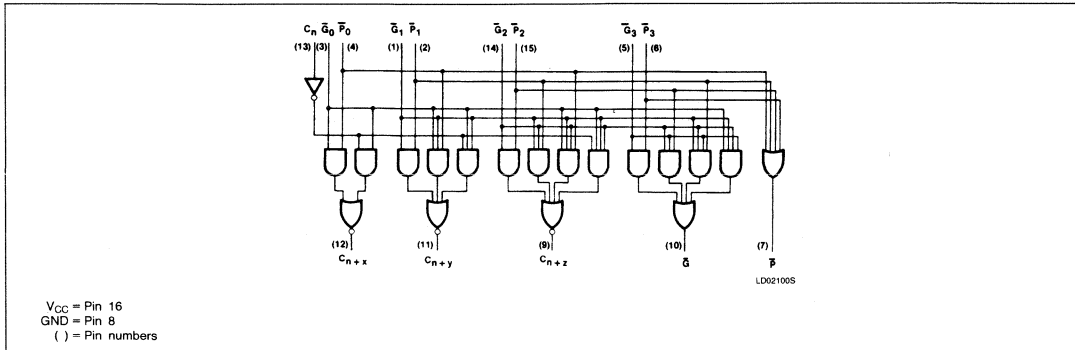 Cn G̅0 P̅0 G̅1 P̅1 G̅2 P̅2 G̅3 P̅3
(13) (3) (4) (1) (2) (14) (15) (5) (6)
(12) (11) (9) (10) (7)
Cn+x Cn+y Cn+z G̅ P̅
LD02100S
VCC = Pin 16
GND = Pin 8
( ) = Pin numbers